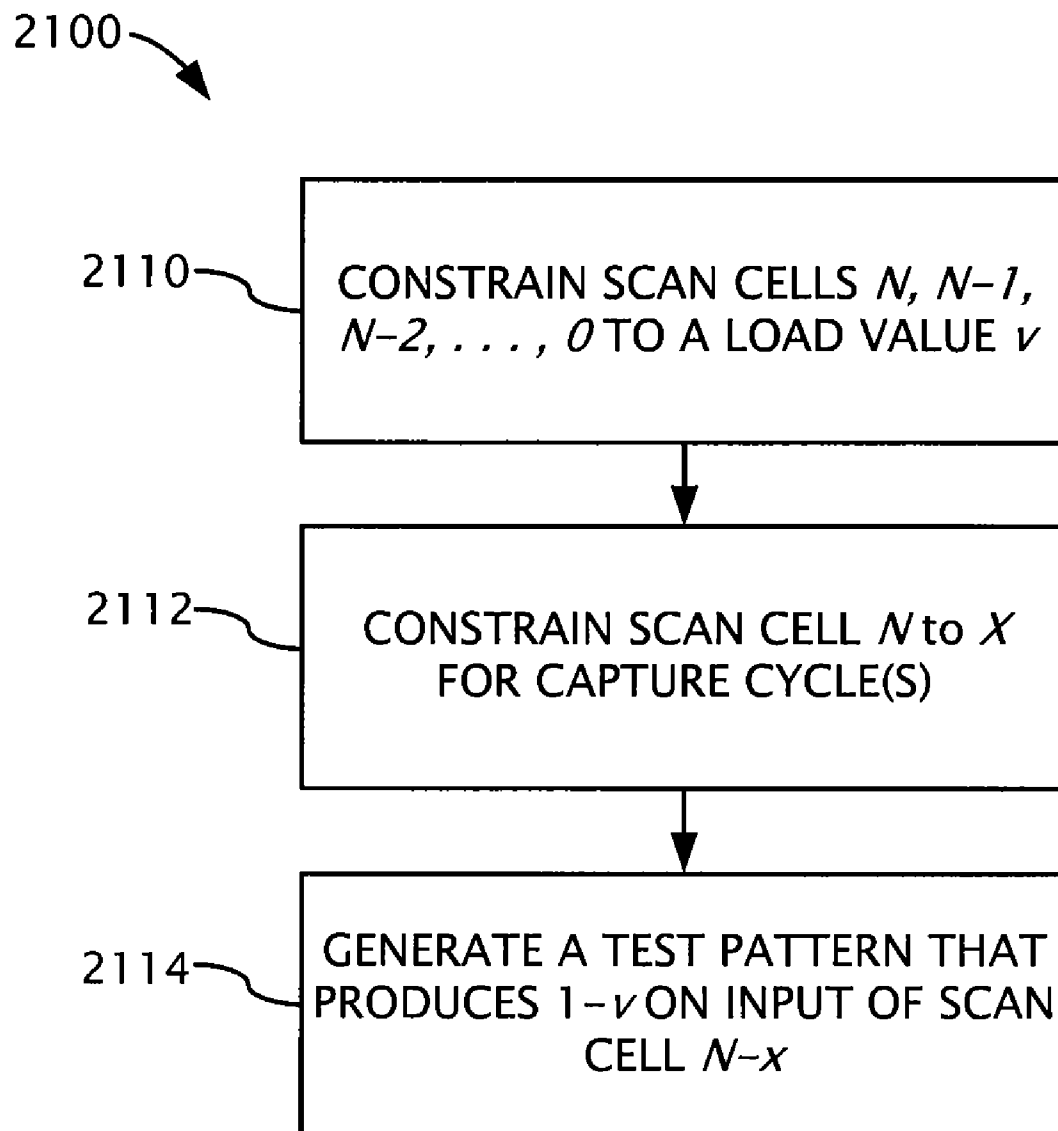 2100
2110
CONSTRAIN SCAN CELLS N, N–1,
N–2, . . . , 0 TO A LOAD VALUE v
2112
CONSTRAIN SCAN CELL N to X
FOR CAPTURE CYCLE(S)
2114
GENERATE A TEST PATTERN THAT
PRODUCES 1–v ON INPUT OF SCAN
CELL N–x